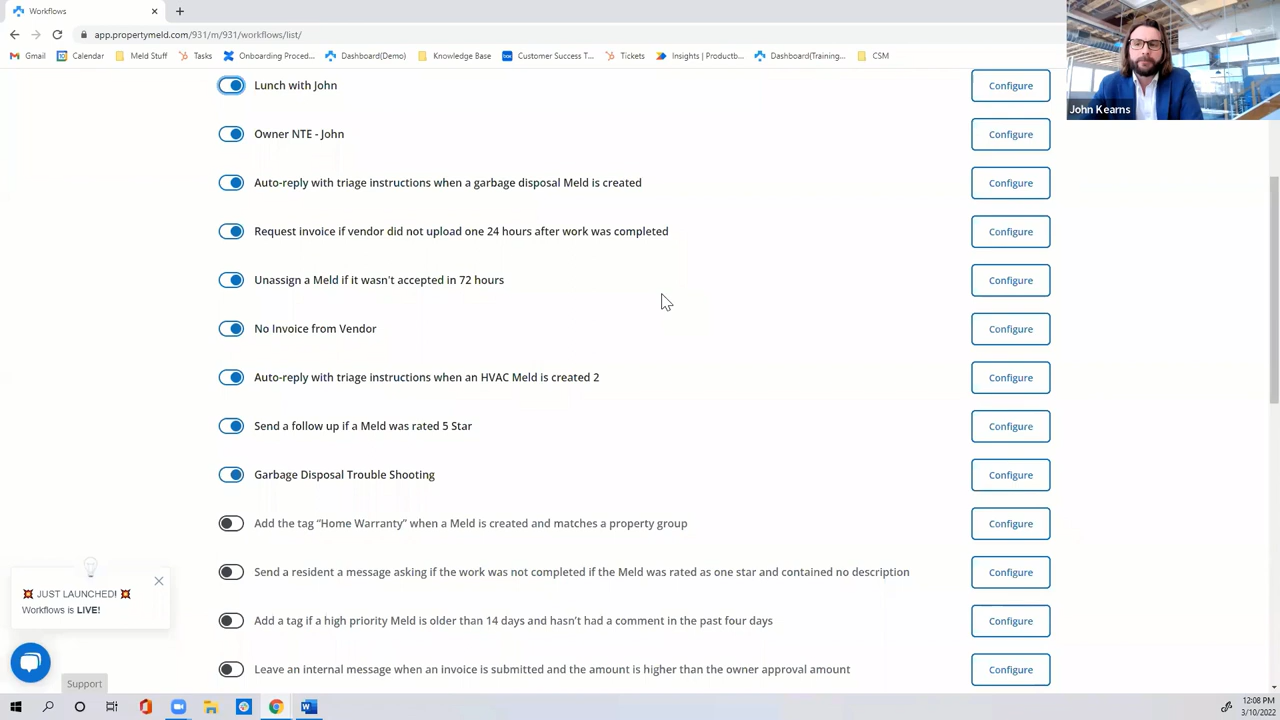 Workflows
app.propertymeld.com/931/m/931/workflows/list/
Gmail
Calendar
Meld Stuff
Tasks
Onboarding Proced...
Dashboard(Demo)
Knowledge Base
Customer Success T...
Tickets
Insights | Productb...
Dashboard(Training...
CSM
John Kearns
Lunch with John
Configure
Owner NTE - John
Configure
Auto-reply with triage instructions when a garbage disposal Meld is created
Configure
Request invoice if vendor did not upload one 24 hours after work was completed
Configure
Unassign a Meld if it wasn't accepted in 72 hours
Configure
No Invoice from Vendor
Configure
Auto-reply with triage instructions when an HVAC Meld is created 2
Configure
Send a follow up if a Meld was rated 5 Star
Configure
Garbage Disposal Trouble Shooting
Configure
Add the tag “Home Warranty” when a Meld is created and matches a property group
Configure
Send a resident a message asking if the work was not completed if the Meld was rated as one star and contained no description
Configure
Add a tag if a high priority Meld is older than 14 days and hasn’t had a comment in the past four days
Configure
Leave an internal message when an invoice is submitted and the amount is higher than the owner approval amount
Configure
JUST LAUNCHED!
Workflows is LIVE!
Support
12:08 PM
3/10/2022